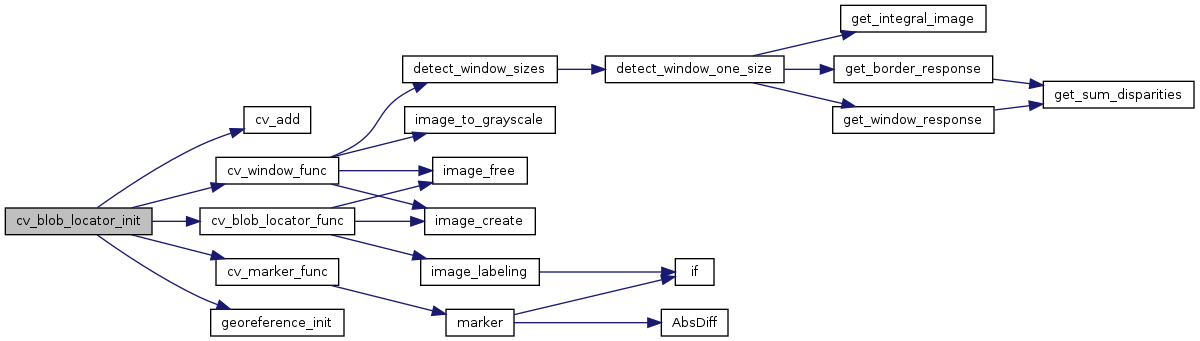 get_integral_image
detect_window_sizes
detect_window_one_size
get_border_response
get_sum_disparities
cv_add
image_to_grayscale
get_window_response
cv_window_func
image_free
cv_blob_locator_init
cv_blob_locator_func
image_create
cv_marker_func
image_labeling
if
georeference_init
marker
AbsDiff